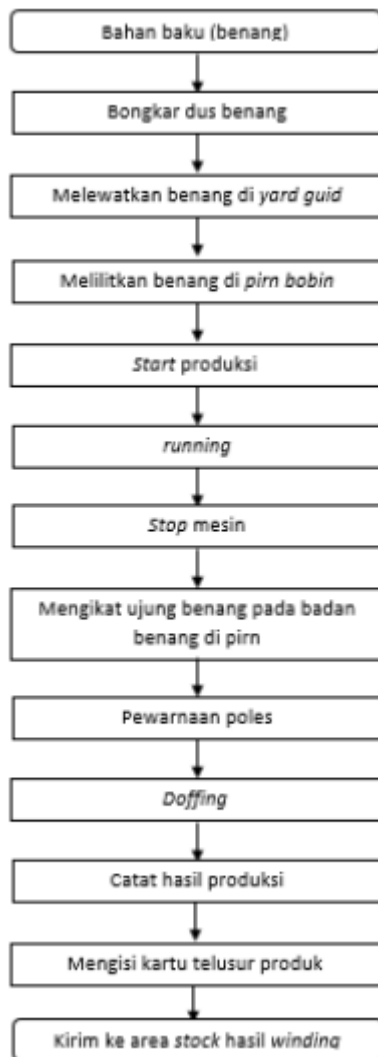 Bahan baku (benang)
Bongkar dus benang
Melewatkan benang di yard guid
Melilitkan benang di pirn bobin
Start produksi
running
Stop mesin
Mengikat ujung benang pada badan
benang di pirn
Pewarnaan poles
Doffing
Catat hasil produksi
Mengisi kartu telusur produk
Kirim ke area stock hasil winding